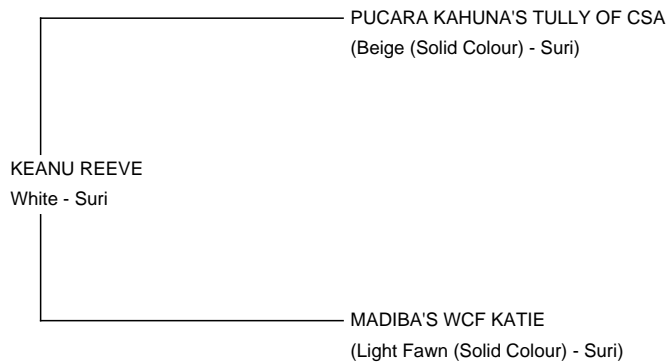 PUCARA KAHUNA'S TULLY OF CSA
(Beige (Solid Colour) - Suri)
KEANU REEVE
White - Suri
MADIBA'S WCF KATIE
(Light Fawn (Solid Colour) - Suri)